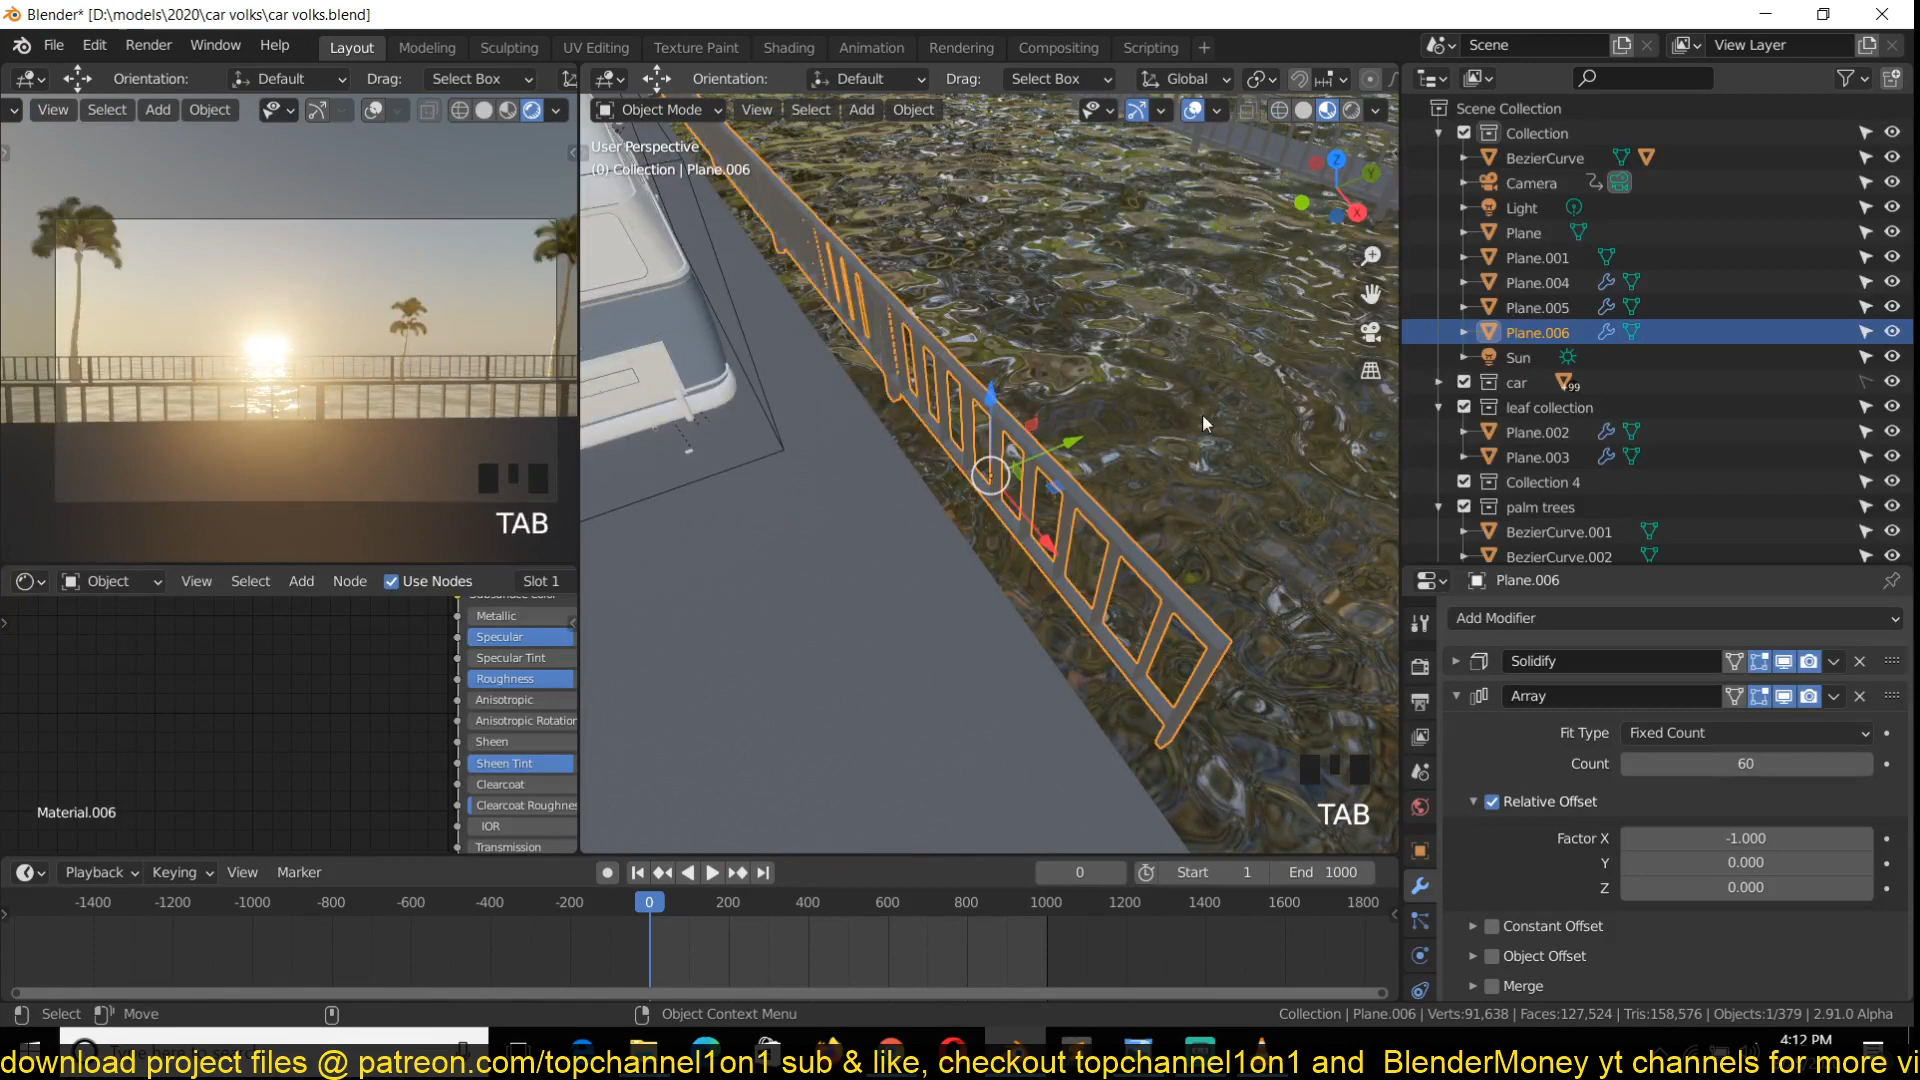 Blender* [D:\models\2020\car volks\car volks.blend]
File Edit Render Window Help Layout Modeling Sculpting UV Editing Texture Paint Shading Animation Rendering Compositing Scripting + Scene View Layer
Orientation: Default Drag: Select Box Orientation: Default Drag: Select Box Global
View Select Add Object Object Mode View Select Add Object
User Perspective
(0) Collection | Plane.006
Z
Y
X
TAB
TAB
Scene Collection
Collection
BezierCurve
Camera
Light
Plane
Plane.001
Plane.004
Plane.005
Plane.006
Sun
car 99
leaf collection
Plane.002
Plane.003
Collection 4
palm trees
BezierCurve.001
BezierCurve.002
Object View Select Add Node Use Nodes Slot 1
Subsurface Color
Metallic
Specular
Specular Tint
Roughness
Anisotropic
Anisotropic Rotation
Sheen
Sheen Tint
Clearcoat
Clearcoat Roughnes
IOR
Transmission
Material.006
Plane.006
Add Modifier
Solidify
Array
Fit Type Fixed Count
Count 60
Relative Offset
Factor X -1.000
Y 0.000
Z 0.000
Constant Offset
Object Offset
Merge
Playback Keying View Marker 0 Start 1 End 1000
-1400 -1200 -1000 -800 -600 -400 -200 0 200 400 600 800 1000 1200 1400 1600 1800
Select Move Object Context Menu Collection | Plane.006 | Verts:91,638 | Faces:127,524 | Tris:158,576 | Objects:1/379 | 2.91.0 Alpha
4:12 PM
download project files @ patreon.com/topchannel1on1 sub & like, checkout topchannel1on1 and BlenderMoney yt channels for more vi